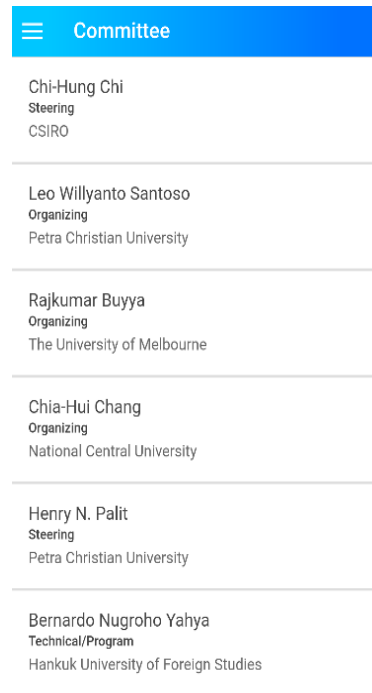 Committee
Chi-Hung Chi
Steering
CSIRO
Leo Willyanto Santoso
Organizing
Petra Christian University
Rajkumar Buyya
Organizing
The University of Melbourne
Chia-Hui Chang
Organizing
National Central University
Henry N. Palit
Steering
Petra Christian University
Bernardo Nugroho Yahya
Technical/Program
Hankuk University of Foreign Studies